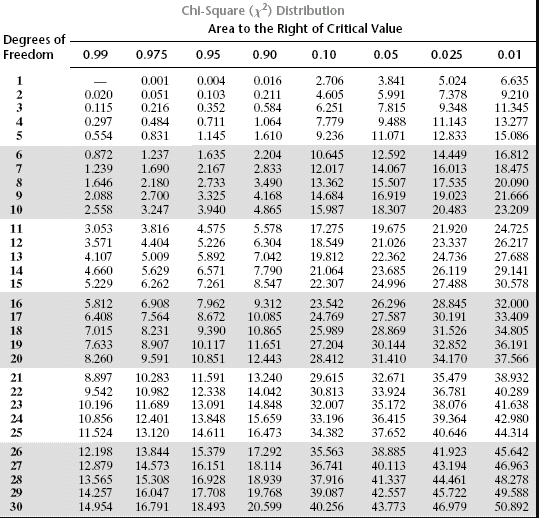 Chi-Square (χ²) Distribution
Area to the Right of Critical Value
Degrees of
Freedom 0.99 0.975 0.95 0.90 0.10 0.05 0.025 0.01
1 — 0.001 0.004 0.016 2.706 3.841 5.024 6.635
2 0.020 0.051 0.103 0.211 4.605 5.991 7.378 9.210
3 0.115 0.216 0.352 0.584 6.251 7.815 9.348 11.345
4 0.297 0.484 0.711 1.064 7.779 9.488 11.143 13.277
5 0.554 0.831 1.145 1.610 9.236 11.071 12.833 15.086
6 0.872 1.237 1.635 2.204 10.645 12.592 14.449 16.812
7 1.239 1.690 2.167 2.833 12.017 14.067 16.013 18.475
8 1.646 2.180 2.733 3.490 13.362 15.507 17.535 20.090
9 2.088 2.700 3.325 4.168 14.684 16.919 19.023 21.666
10 2.558 3.247 3.940 4.865 15.987 18.307 20.483 23.209
11 3.053 3.816 4.575 5.578 17.275 19.675 21.920 24.725
12 3.571 4.404 5.226 6.304 18.549 21.026 23.337 26.217
13 4.107 5.009 5.892 7.042 19.812 22.362 24.736 27.688
14 4.660 5.629 6.571 7.790 21.064 23.685 26.119 29.141
15 5.229 6.262 7.261 8.547 22.307 24.996 27.488 30.578
16 5.812 6.908 7.962 9.312 23.542 26.296 28.845 32.000
17 6.408 7.564 8.672 10.085 24.769 27.587 30.191 33.409
18 7.015 8.231 9.390 10.865 25.989 28.869 31.526 34.805
19 7.633 8.907 10.117 11.651 27.204 30.144 32.852 36.191
20 8.260 9.591 10.851 12.443 28.412 31.410 34.170 37.566
21 8.897 10.283 11.591 13.240 29.615 32.671 35.479 38.932
22 9.542 10.982 12.338 14.042 30.813 33.924 36.781 40.289
23 10.196 11.689 13.091 14.848 32.007 35.172 38.076 41.638
24 10.856 12.401 13.848 15.659 33.196 36.415 39.364 42.980
25 11.524 13.120 14.611 16.473 34.382 37.652 40.646 44.314
26 12.198 13.844 15.379 17.292 35.563 38.885 41.923 45.642
27 12.879 14.573 16.151 18.114 36.741 40.113 43.194 46.963
28 13.565 15.308 16.928 18.939 37.916 41.337 44.461 48.278
29 14.257 16.047 17.708 19.768 39.087 42.557 45.722 49.588
30 14.954 16.791 18.493 20.599 40.256 43.773 46.979 50.892